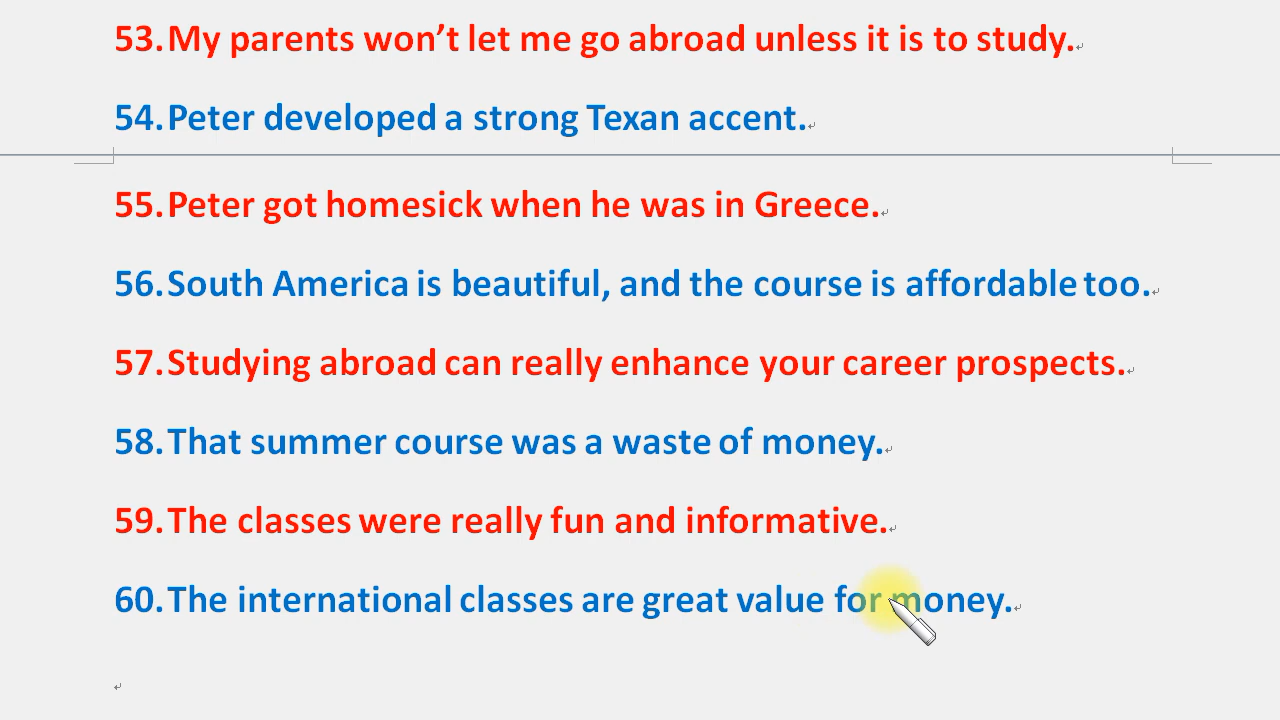 53.My parents won’t let me go abroad unless it is to study.
54.Peter developed a strong Texan accent.
55.Peter got homesick when he was in Greece.
56.South America is beautiful, and the course is affordable too.
57.Studying abroad can really enhance your career prospects.
58.That summer course was a waste of money.
59.The classes were really fun and informative.
60.The international classes are great value for money.